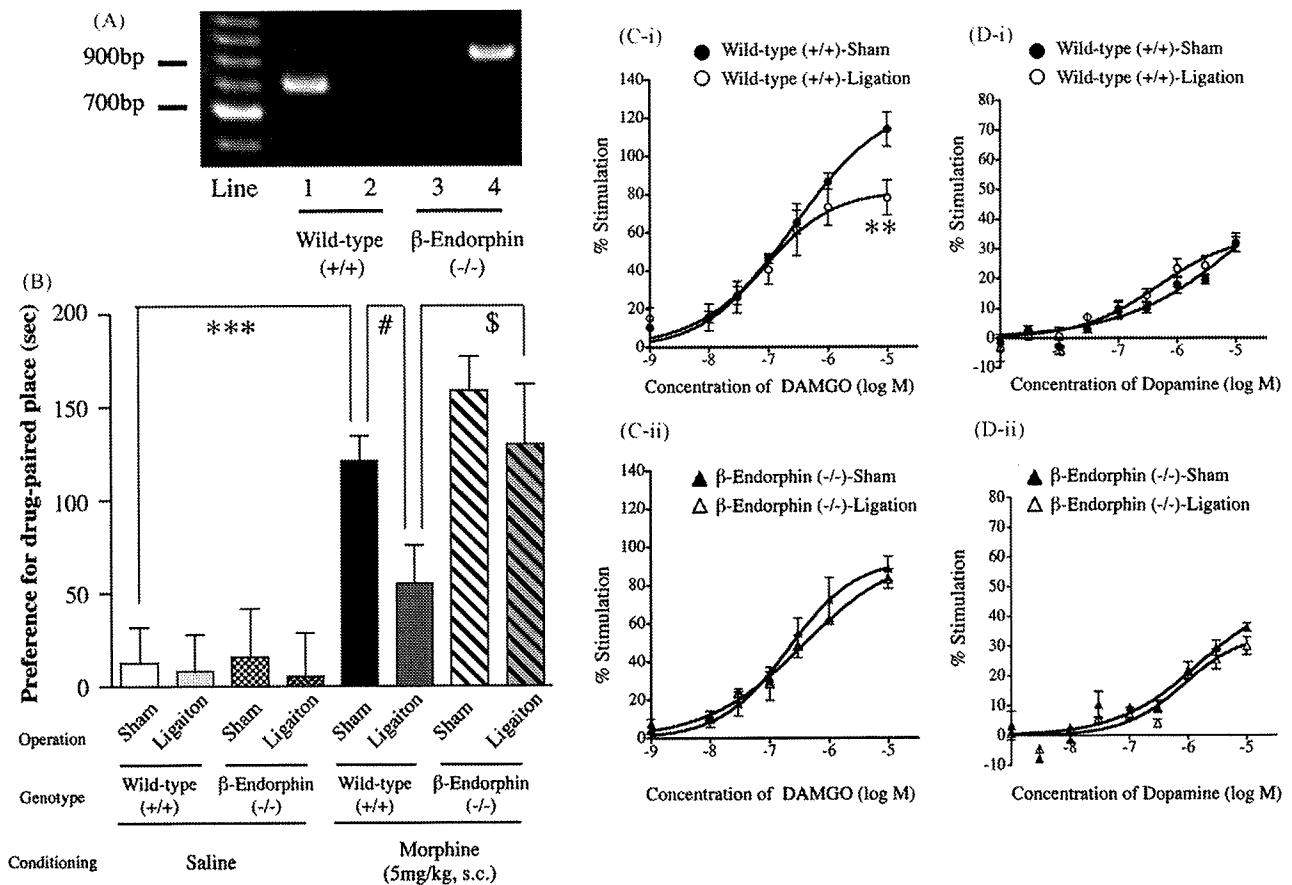 (A)
900bp
700bp
Line 1 2 3 4
Wild-type β-Endorphin
(+/+) (-/-)
(B)
Preference for drug-paired place (sec)
200
150
100
50
0
***
#
$
Operation
Sham
Ligaiton
Sham
Ligaiton
Sham
Ligaiton
Sham
Ligaiton
Genotype
Wild-type β-Endorphin Wild-type β-Endorphin
(+/+) (-/-) (+/+) (-/-)
Conditioning
Saline
Morphine
(5mg/kg, s.c.)
(C-i)
Wild-type (+/+)-Sham
Wild-type (+/+)-Ligation
% Stimulation
140
120
100
80
60
40
20
0
**
-9 -8 -7 -6 -5
Concentration of DAMGO (log M)
(D-i)
Wild-type (+/+)-Sham
Wild-type (+/+)-Ligation
% Stimulation
80
70
60
50
40
30
20
10
0
-10
-8 -7 -6 -5
Concentration of Dopamine (log M)
(C-ii)
β-Endorphin (-/-)-Sham
β-Endorphin (-/-)-Ligation
% Stimulation
140
120
100
80
60
40
20
0
-9 -8 -7 -6 -5
Concentration of DAMGO (log M)
(D-ii)
β-Endorphin (-/-)-Sham
β-Endorphin (-/-)-Ligation
% Stimulation
80
70
60
50
40
30
20
10
0
-10
-8 -7 -6 -5
Concentration of Dopamine (log M)